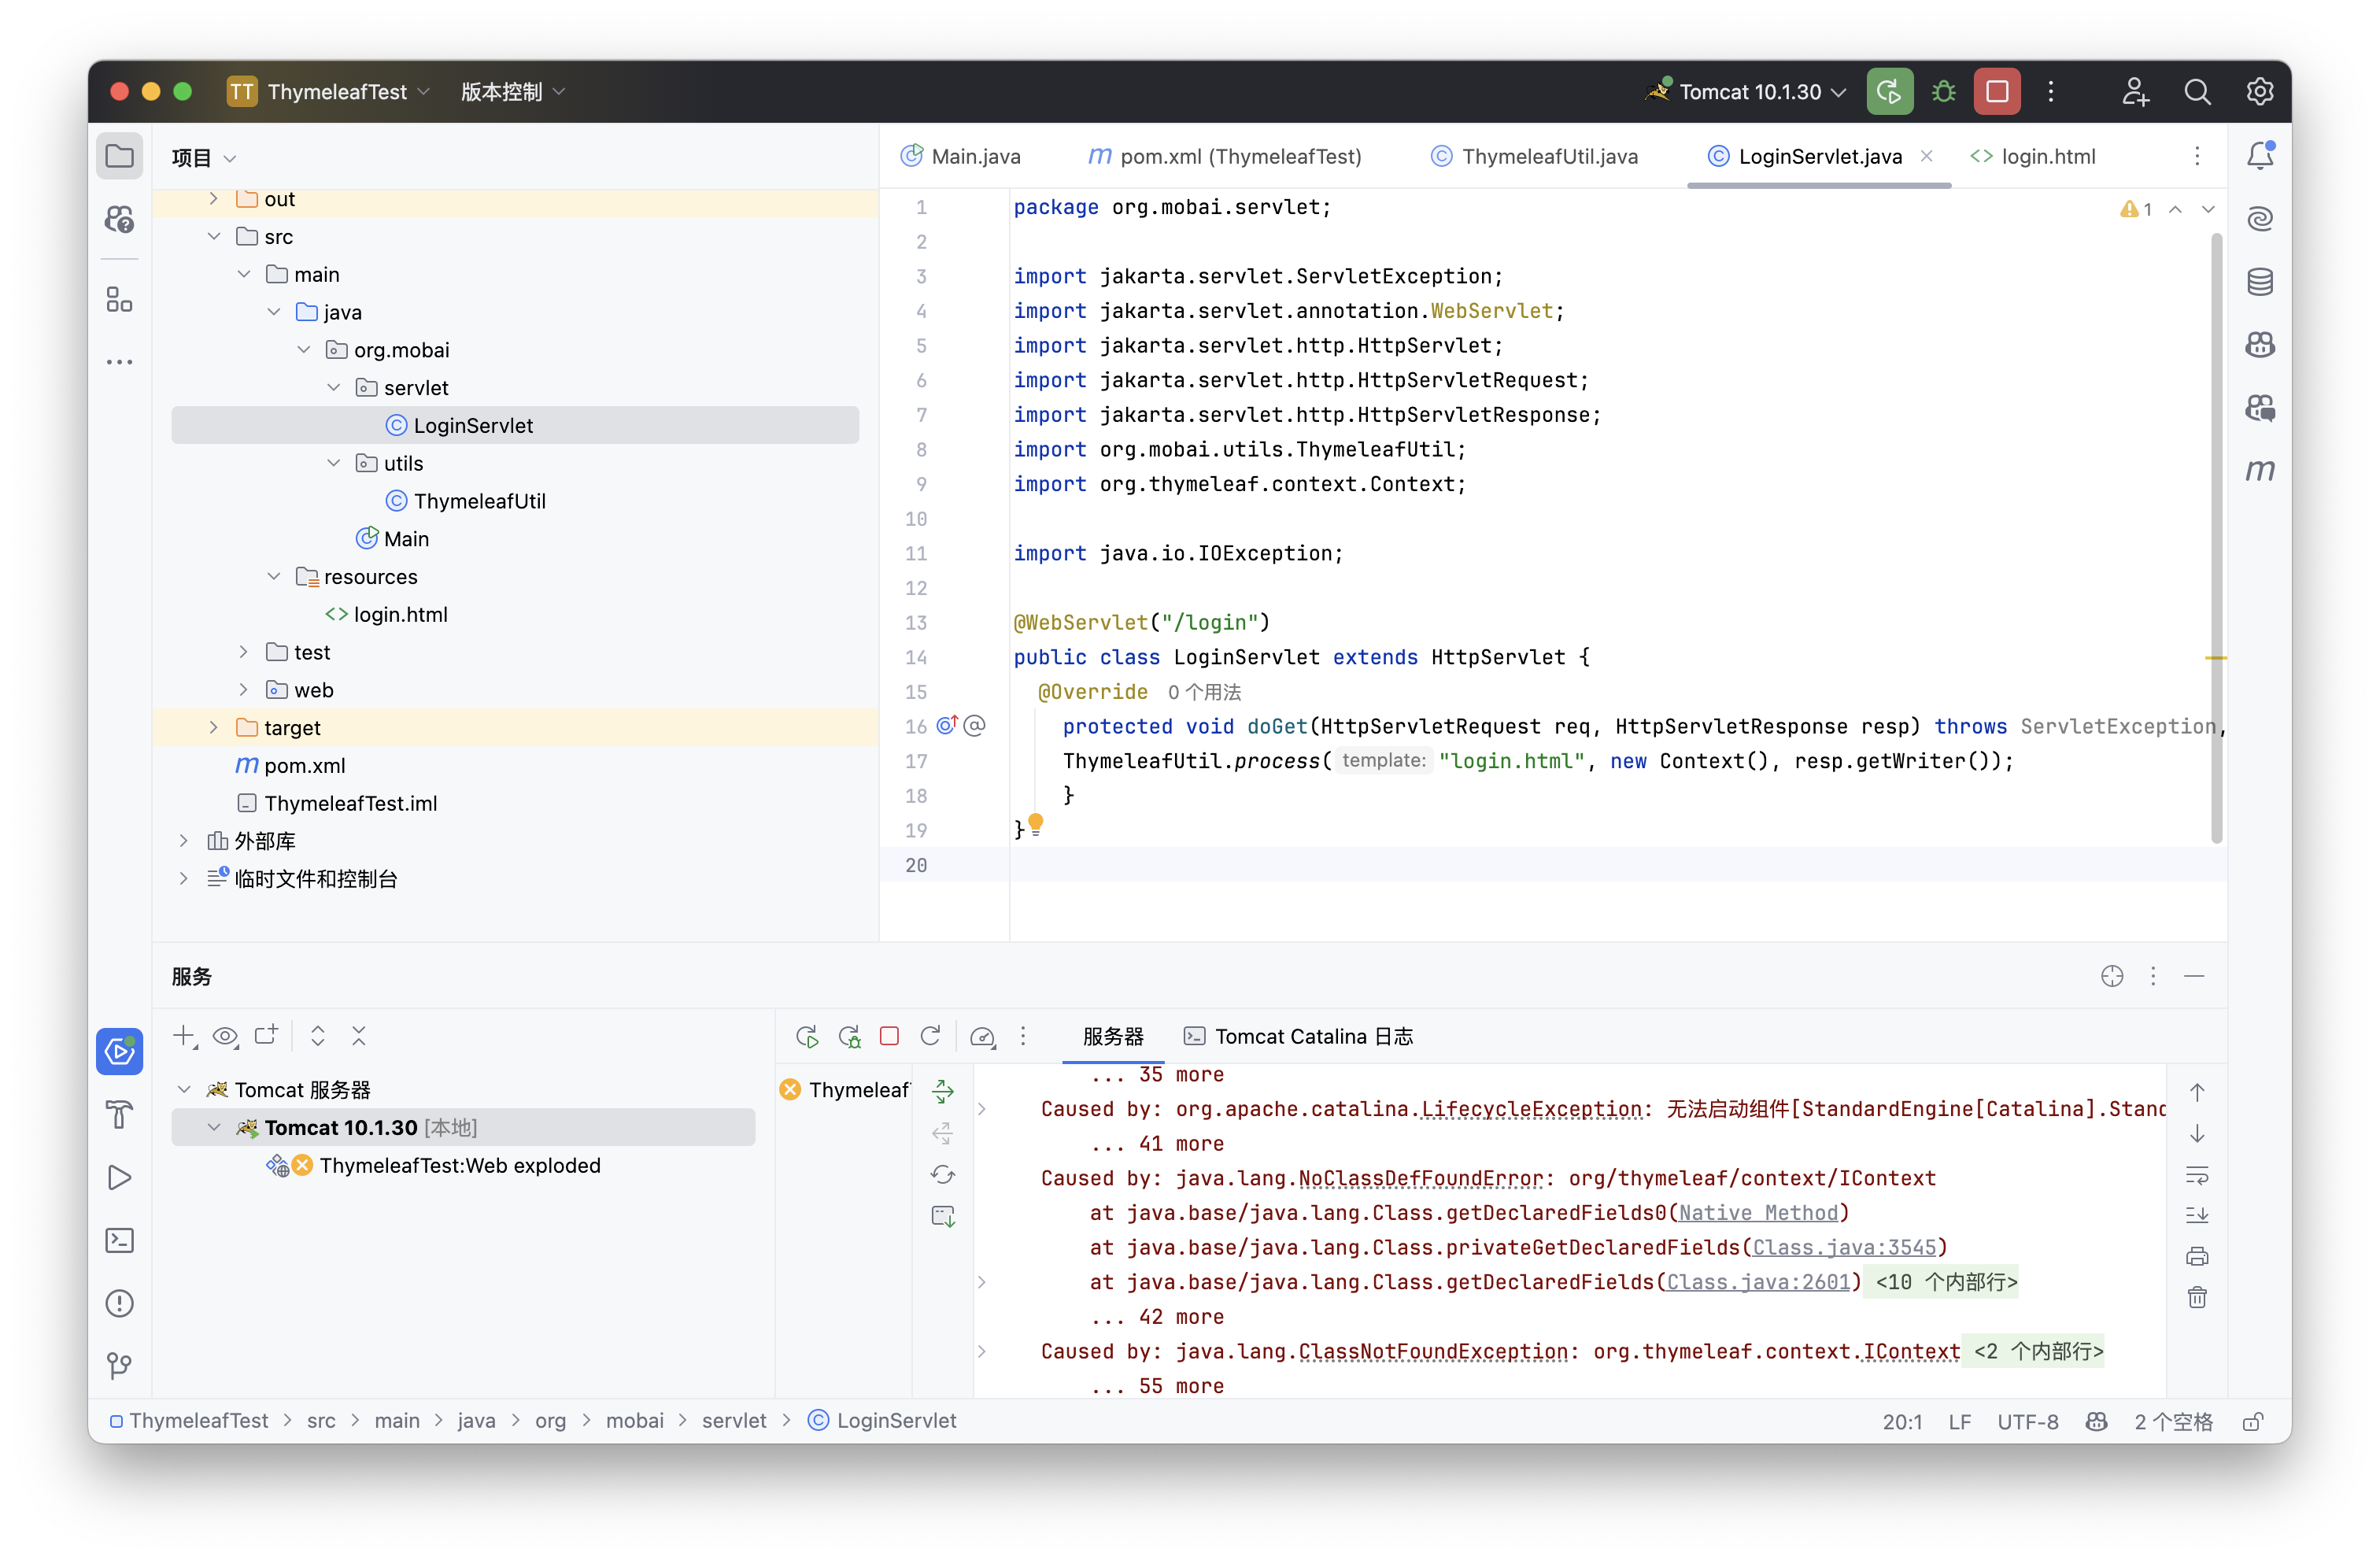 TT ThymeleafTest 版本控制 Tomcat 10.1.30
项目
out
src
main
java
org.mobai
servlet
LoginServlet
utils
ThymeleafUtil
Main
resources
login.html
test
web
target
m pom.xml
ThymeleafTest.iml
外部库
临时文件和控制台
Main.java m pom.xml (ThymeleafTest) ThymeleafUtil.java LoginServlet.java login.html
1 package org.mobai.servlet;
2
3 import jakarta.servlet.ServletException;
4 import jakarta.servlet.annotation.WebServlet;
5 import jakarta.servlet.http.HttpServlet;
6 import jakarta.servlet.http.HttpServletRequest;
7 import jakarta.servlet.http.HttpServletResponse;
8 import org.mobai.utils.ThymeleafUtil;
9 import org.thymeleaf.context.Context;
10
11 import java.io.IOException;
12
13 @WebServlet("/login")
14 public class LoginServlet extends HttpServlet {
15 @Override 0 个用法
16 protected void doGet(HttpServletRequest req, HttpServletResponse resp) throws ServletException,
17 ThymeleafUtil.process( template: "login.html", new Context(), resp.getWriter());
18 }
19 }
20
1
m
服务
Tomcat 服务器
Tomcat 10.1.30 [本地]
ThymeleafTest:Web exploded
服务器 Tomcat Catalina 日志
Thymeleaf
... 35 more
Caused by: org.apache.catalina.LifecycleException: 无法启动组件[StandardEngine[Catalina].Stand
... 41 more
Caused by: java.lang.NoClassDefFoundError: org/thymeleaf/context/IContext
at java.base/java.lang.Class.getDeclaredFields0(Native Method)
at java.base/java.lang.Class.privateGetDeclaredFields(Class.java:3545)
at java.base/java.lang.Class.getDeclaredFields(Class.java:2601) <10 个内部行>
... 42 more
Caused by: java.lang.ClassNotFoundException: org.thymeleaf.context.IContext <2 个内部行>
... 55 more
ThymeleafTest > src > main > java > org > mobai > servlet > LoginServlet
20:1 LF UTF-8 2 个空格